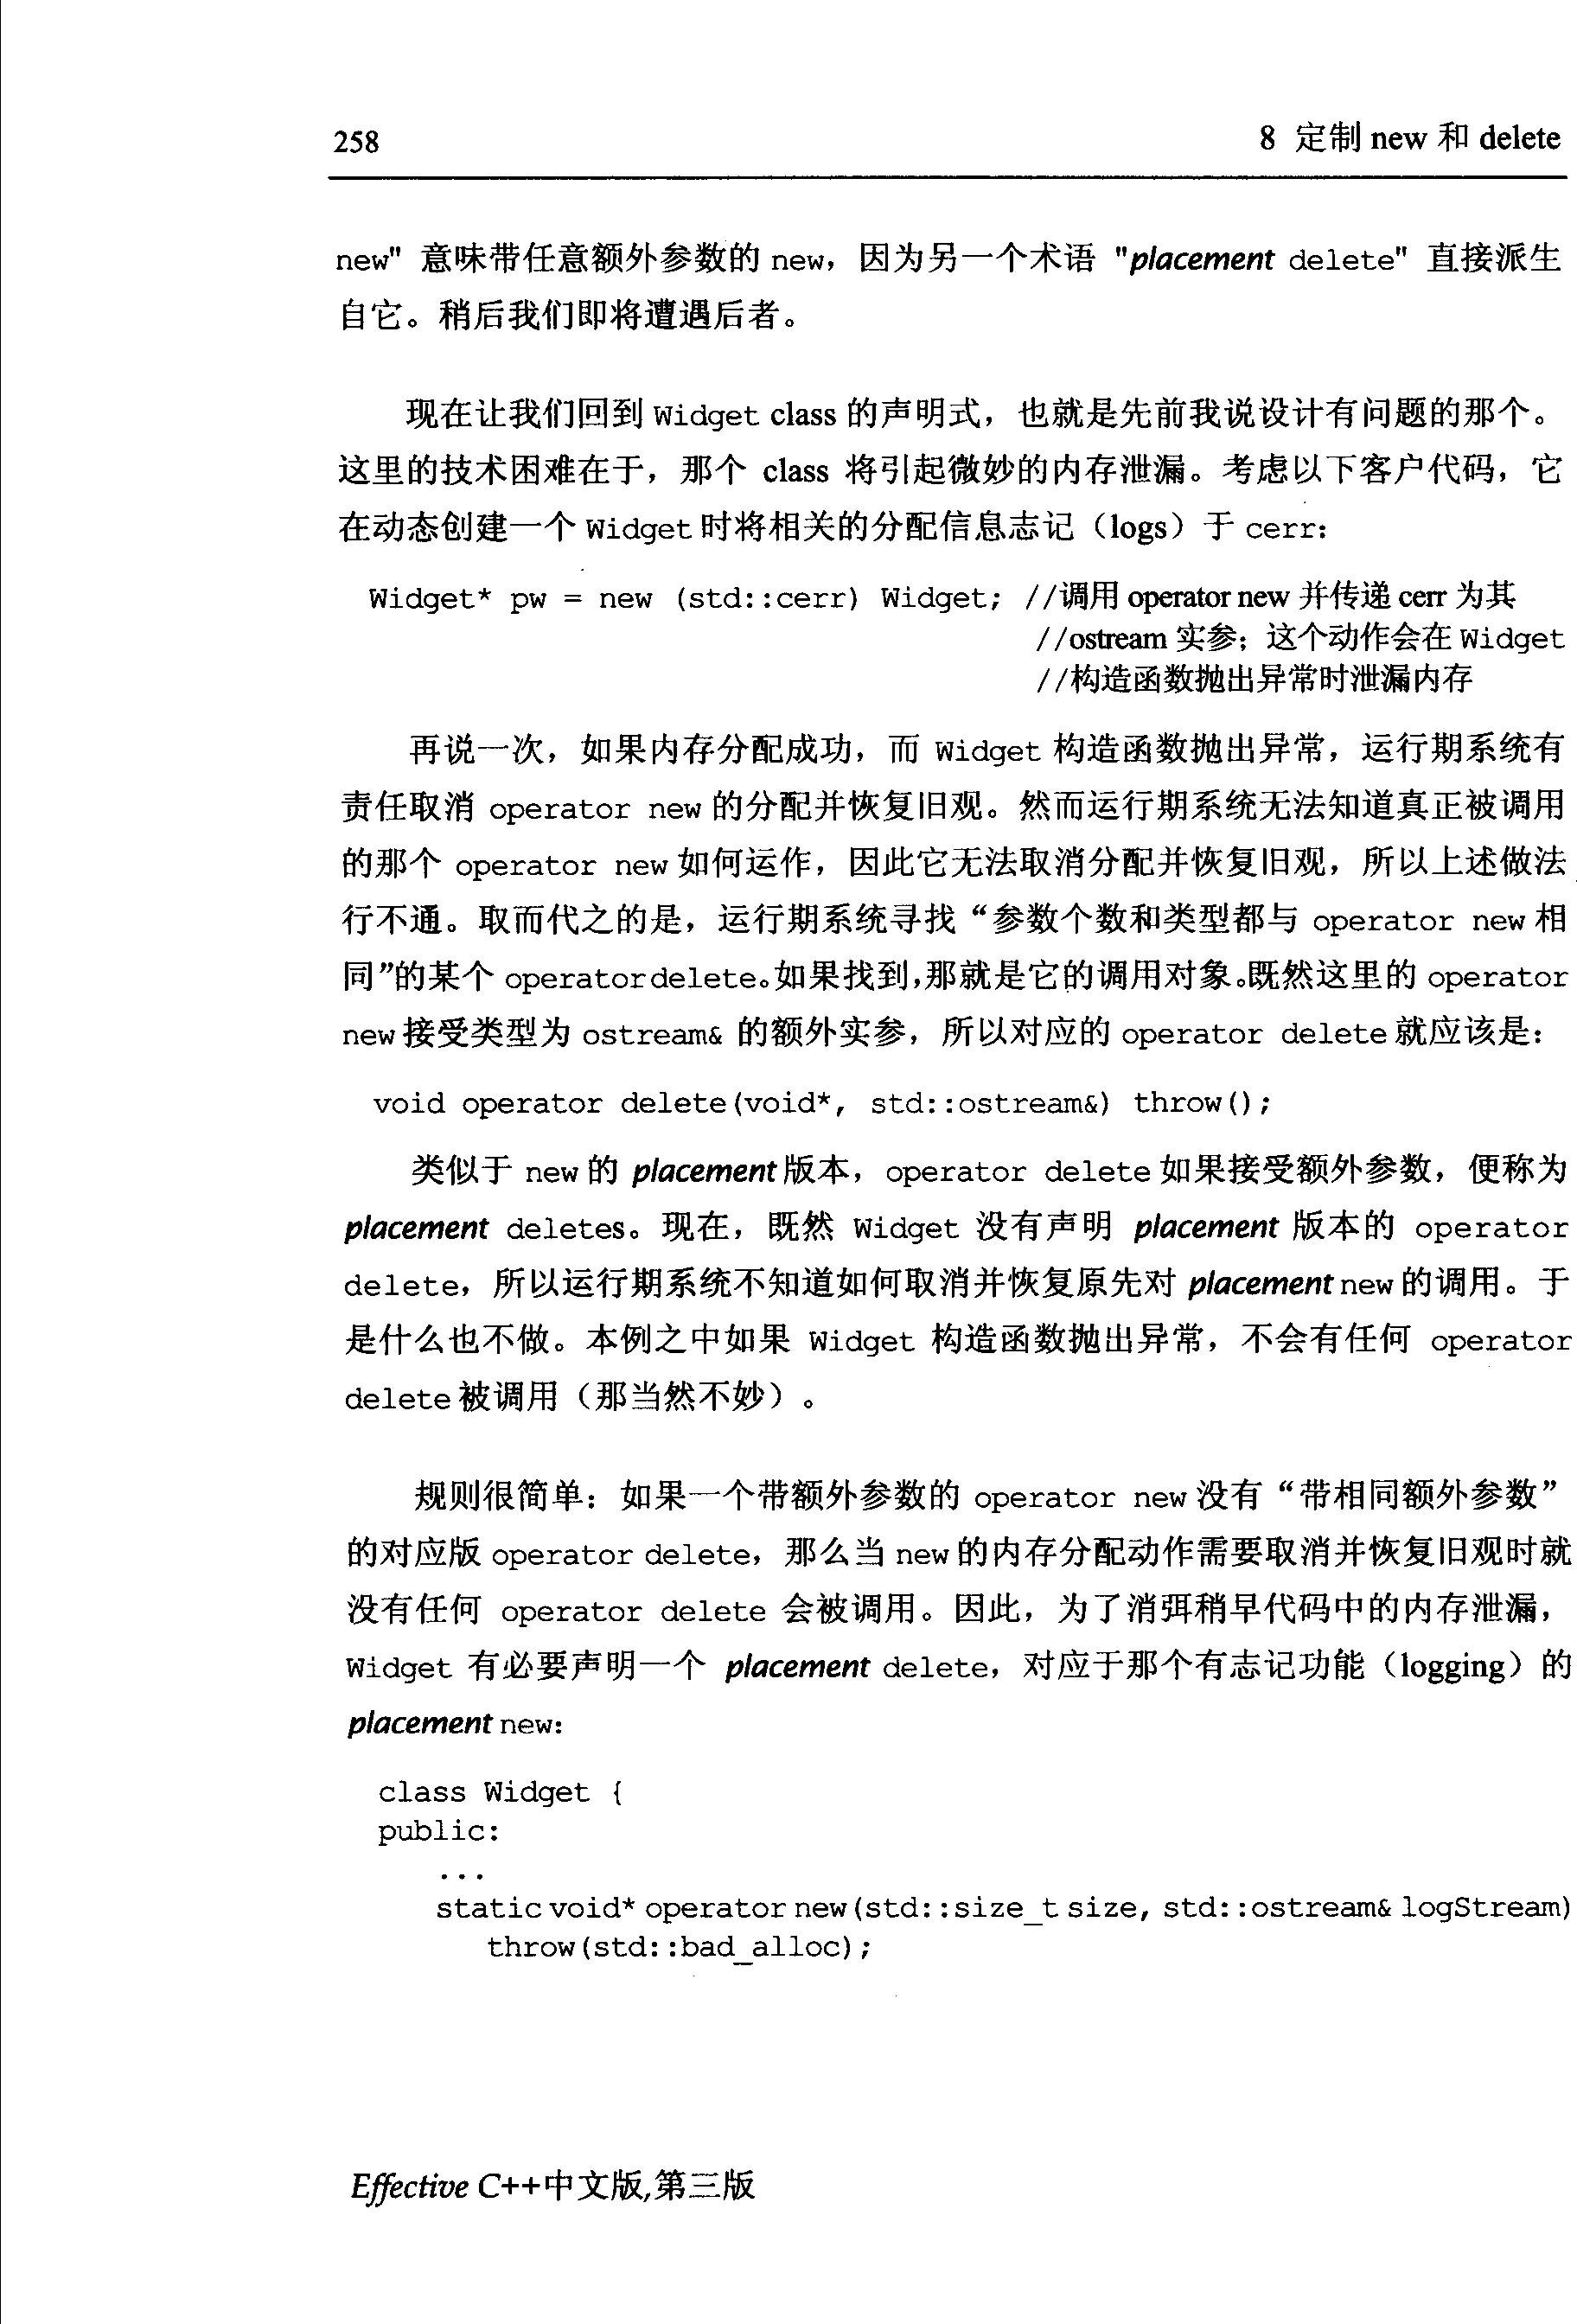 258
8 定制 new 和 delete
new" 意味带任意额外参数的 new，因为另一个术语 "placement delete" 直接派生
自它。稍后我们即将遭遇后者。
现在让我们回到 Widget class 的声明式，也就是先前我说设计有问题的那个。
这里的技术困难在于，那个 class 将引起微妙的内存泄漏。考虑以下客户代码，它
在动态创建一个 Widget 时将相关的分配信息志记（logs）于 cerr：
Widget* pw = new (std::cerr) Widget; //调用 operator new 并传递 cerr 为其
//ostream 实参；这个动作会在 Widget
//构造函数抛出异常时泄漏内存
再说一次，如果内存分配成功，而 Widget 构造函数抛出异常，运行期系统有
责任取消 operator new 的分配并恢复旧观。然而运行期系统无法知道真正被调用
的那个 operator new 如何运作，因此它无法取消分配并恢复旧观，所以上述做法
行不通。取而代之的是，运行期系统寻找“参数个数和类型都与 operator new 相
同”的某个 operator delete。如果找到，那就是它的调用对象。既然这里的 operator
new 接受类型为 ostream& 的额外实参，所以对应的 operator delete 就应该是：
void operator delete(void*, std::ostream&) throw();
类似于 new 的 placement 版本，operator delete 如果接受额外参数，便称为
placement deletes。现在，既然 Widget 没有声明 placement 版本的 operator
delete，所以运行期系统不知道如何取消并恢复原先对 placement new 的调用。于
是什么也不做。本例之中如果 Widget 构造函数抛出异常，不会有任何 operator
delete 被调用（那当然不妙）。
规则很简单：如果一个带额外参数的 operator new 没有“带相同额外参数”
的对应版 operator delete，那么当 new 的内存分配动作需要取消并恢复旧观时就
没有任何 operator delete 会被调用。因此，为了消弭稍早代码中的内存泄漏，
Widget 有必要声明一个 placement delete，对应于那个有志记功能（logging）的
placement new：
class Widget {
public:
...
static void* operator new(std::size_t size, std::ostream& logStream)
throw(std::bad_alloc);
Effective C++中文版,第三版